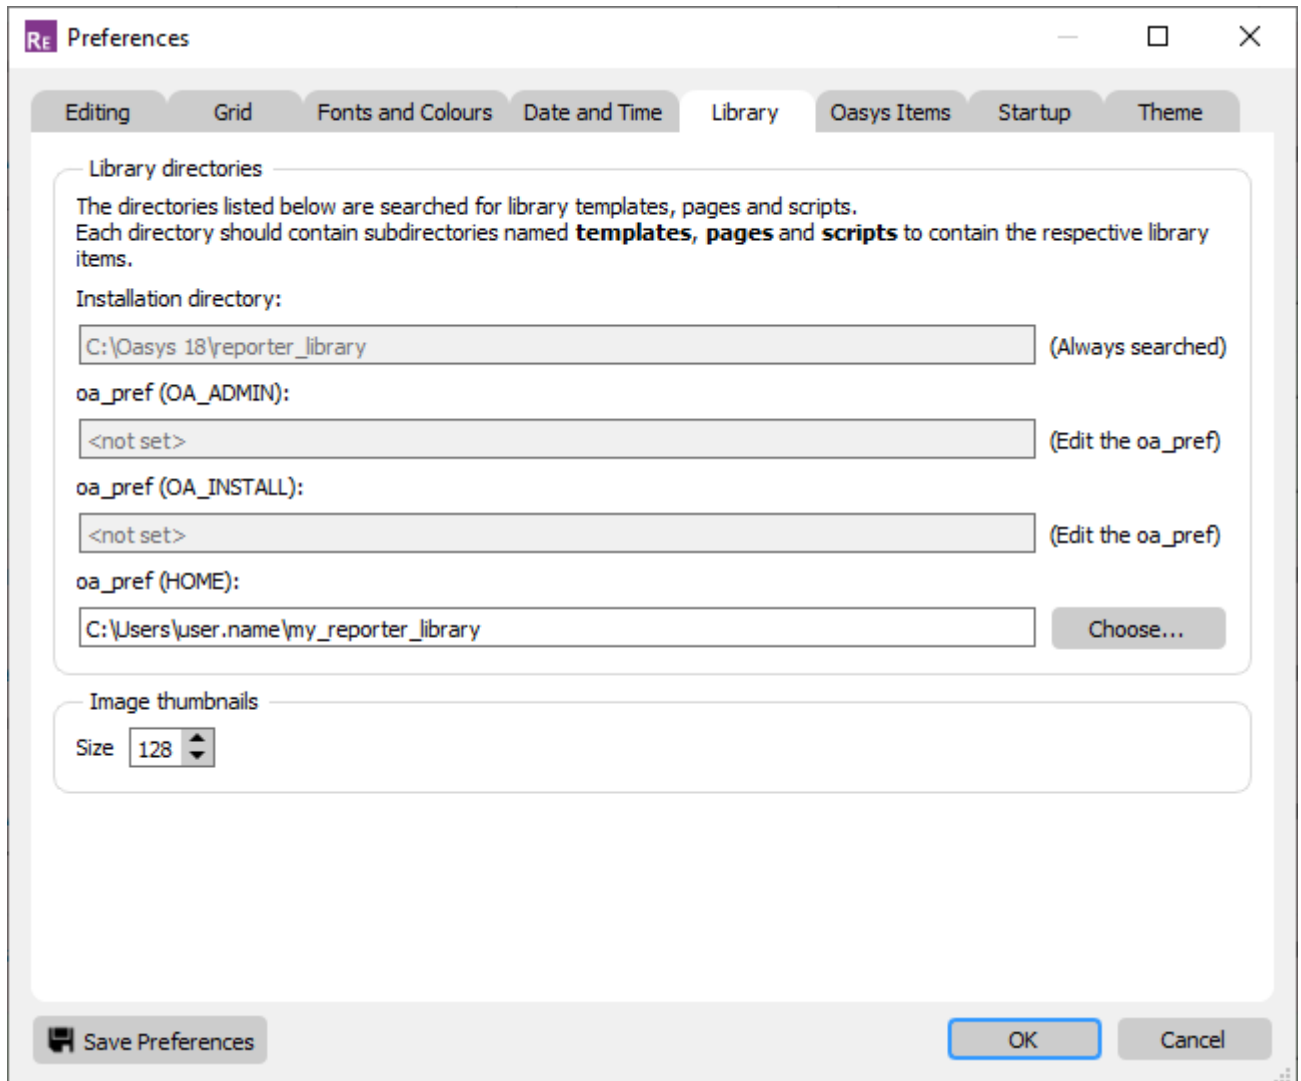 RE Preferences
Editing Grid Fonts and Colours Date and Time Library Oasys Items Startup Theme
Library directories
The directories listed below are searched for library templates, pages and scripts.
Each directory should contain subdirectories named templates, pages and scripts to contain the respective library
items.
Installation directory:
C:\Oasys 18\reporter_library (Always searched)
oa_pref (OA_ADMIN):
<not set> (Edit the oa_pref)
oa_pref (OA_INSTALL):
<not set> (Edit the oa_pref)
oa_pref (HOME):
C:\Users\user.name\my_reporter_library Choose...
Image thumbnails
Size 128
Save Preferences OK Cancel